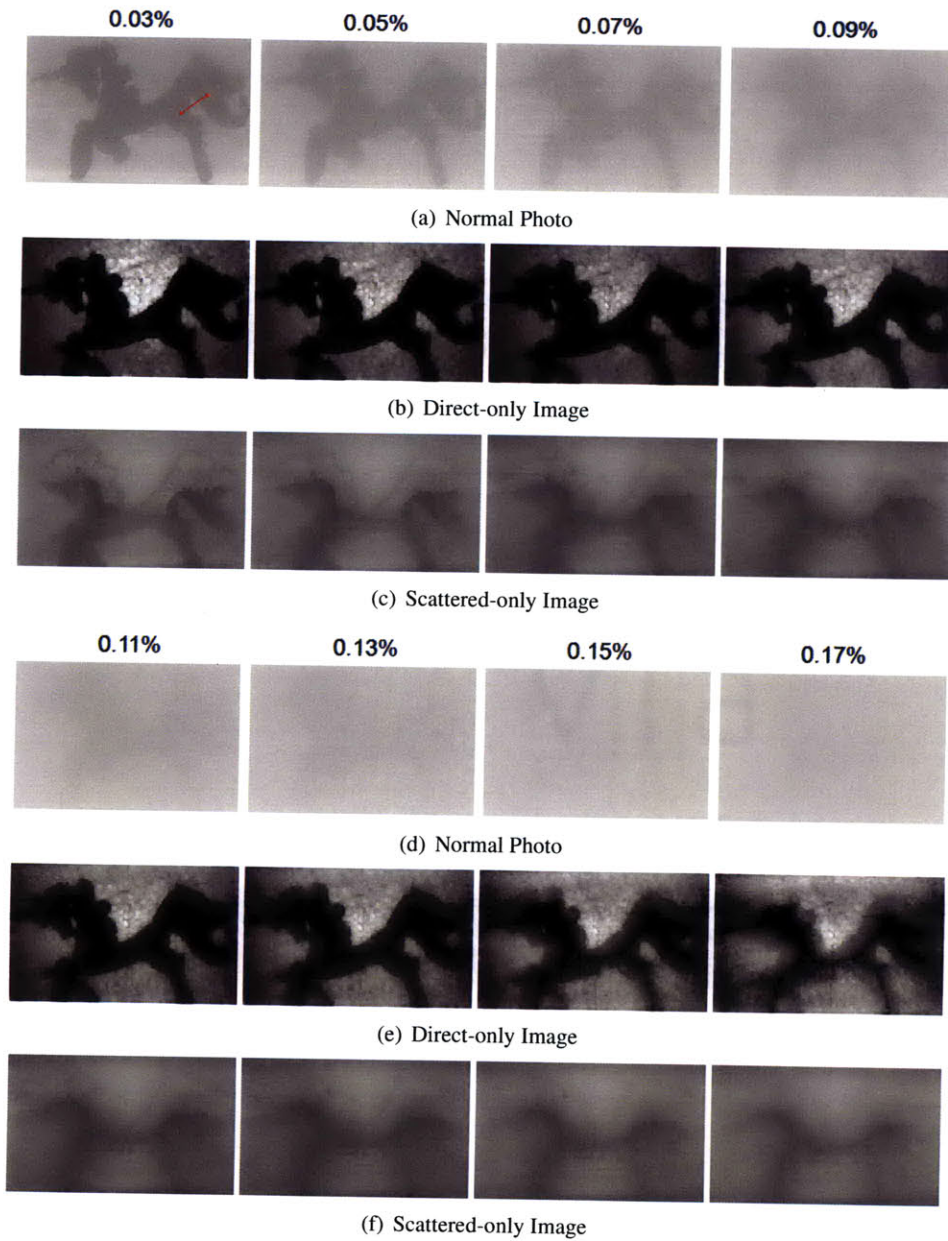 0.03% 0.05% 0.07% 0.09%
(a) Normal Photo
(b) Direct-only Image
(c) Scattered-only Image
0.11% 0.13% 0.15% 0.17%
(d) Normal Photo
(e) Direct-only Image
(f) Scattered-only Image